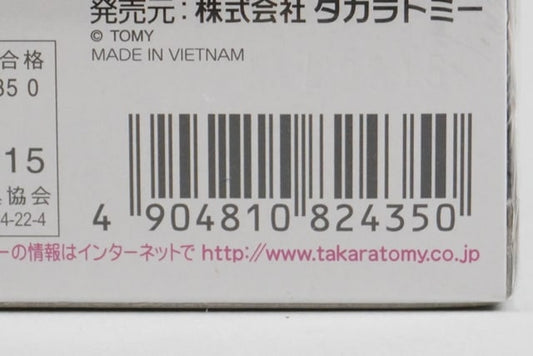 発売元：株式会社 タカラトミー
© TOMY
MADE IN VIETNAM
合格
350
15
協会
4-22-4
4 904810 824350
ーの情報はインターネットで http://www.takaratomy.co.jp